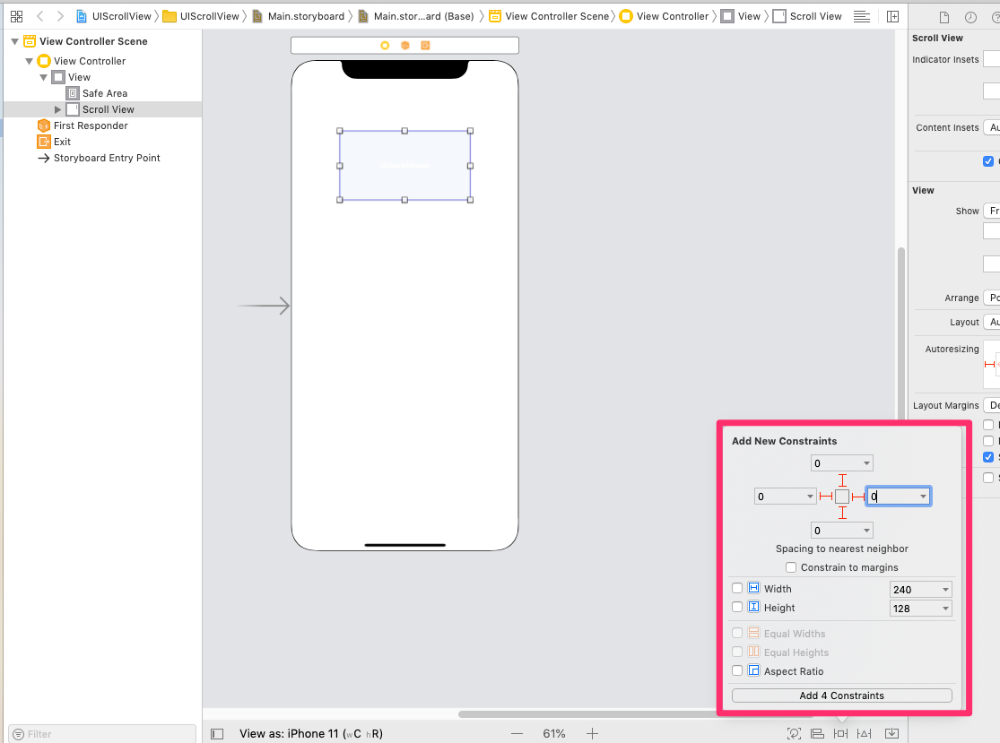 UIScrollView
UIScrollView
Main.storyboard
Main.stor...ard (Base)
View Controller Scene
View Controller
View
Scroll View
View Controller Scene
View Controller
View
Safe Area
Scroll View
First Responder
Exit
Storyboard Entry Point
Filter
View as: iPhone 11 (wC hR)
61%
Scroll View
Indicator Insets
Content Insets
Au
View
Show
Fr
Arrange
Po
Layout
Au
Autoresizing
Layout Margins
De
Add New Constraints
0
0
0
0
Spacing to nearest neighbor
Constrain to margins
Width
240
Height
128
Equal Widths
Equal Heights
Aspect Ratio
Add 4 Constraints